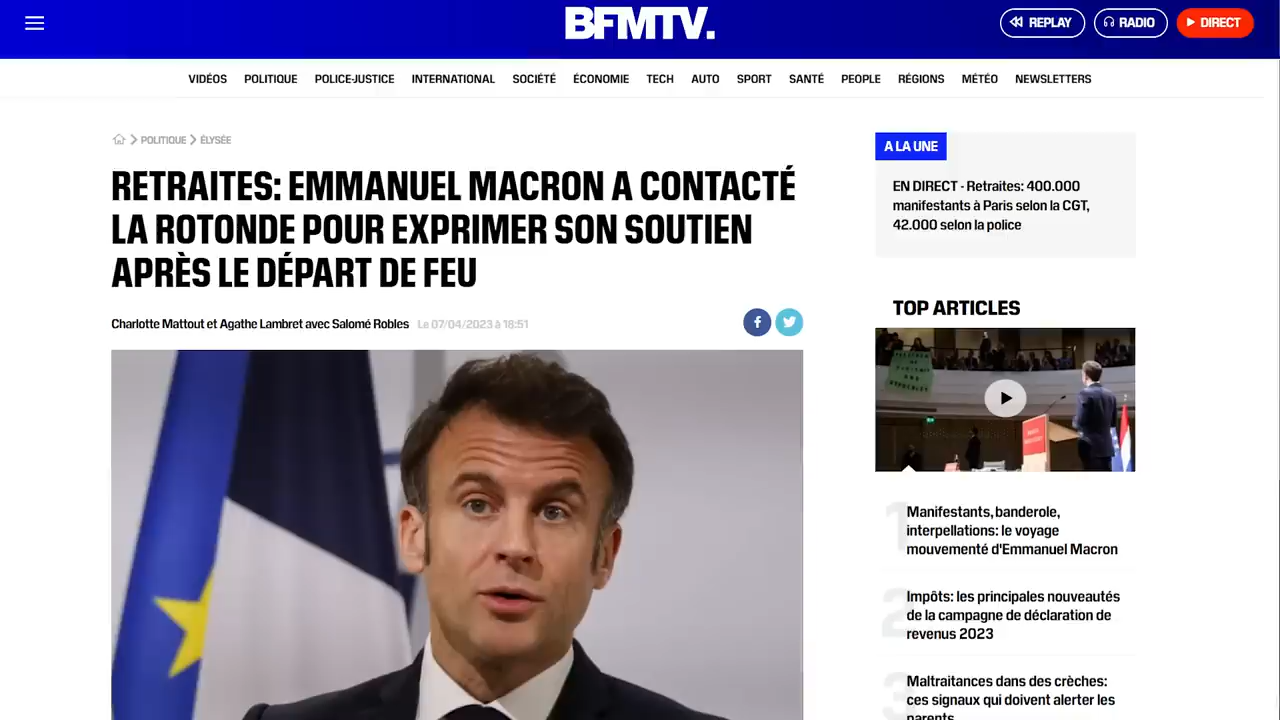 BFMTV.
REPLAY
RADIO
DIRECT
VIDÉOS
POLITIQUE
POLICE-JUSTICE
INTERNATIONAL
SOCIÉTÉ
ÉCONOMIE
TECH
AUTO
SPORT
SANTÉ
PEOPLE
RÉGIONS
MÉTÉO
NEWSLETTERS
POLITIQUE
ÉLYSÉE
RETRAITES: EMMANUEL MACRON A CONTACTÉ
LA ROTONDE POUR EXPRIMER SON SOUTIEN
APRÈS LE DÉPART DE FEU
Charlotte Mattout et Agathe Lambret avec Salomé Robles
Le 07/04/2023 à 18:51
A LA UNE
EN DIRECT - Retraites: 400.000
manifestants à Paris selon la CGT,
42.000 selon la police
TOP ARTICLES
1
Manifestants, banderole,
interpellations: le voyage
mouvementé d'Emmanuel Macron
2
Impôts: les principales nouveautés
de la campagne de déclaration de
revenus 2023
3
Maltraitances dans des crèches:
ces signaux qui doivent alerter les
parents